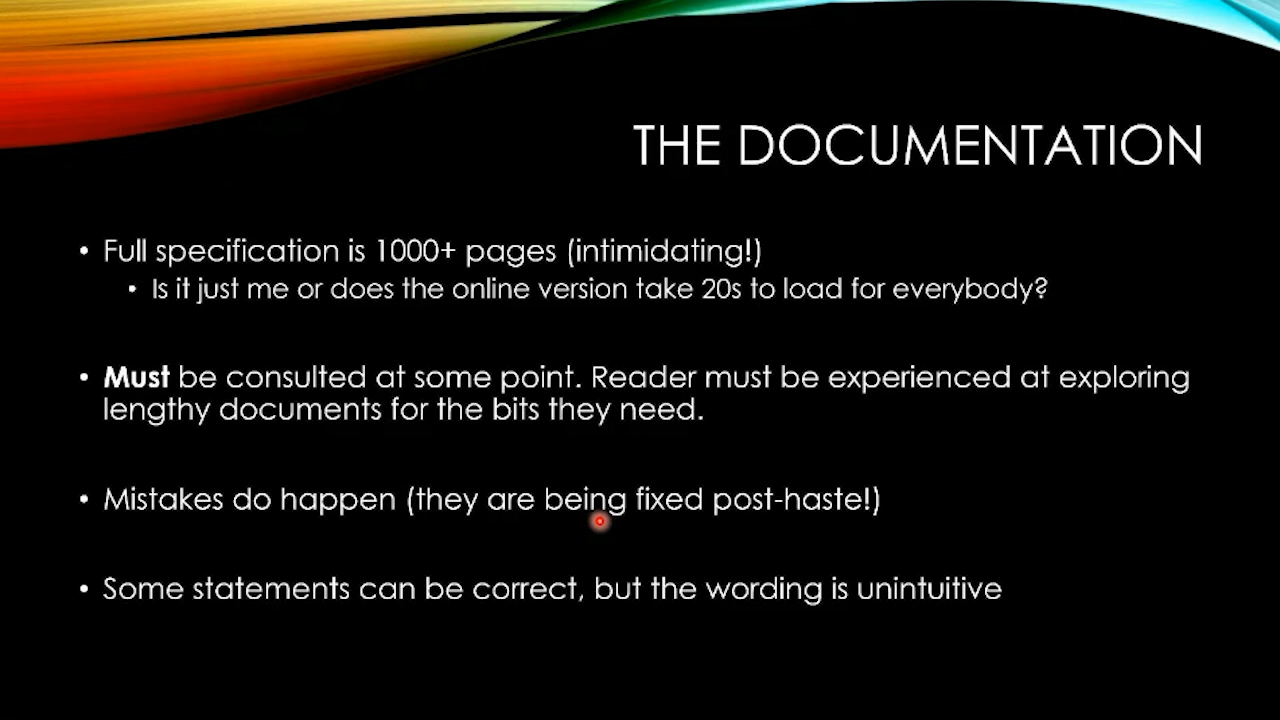 THE DOCUMENTATION
• Full specification is 1000+ pages (intimidating!)
• Is it just me or does the online version take 20s to load for everybody?
• Must be consulted at some point. Reader must be experienced at exploring
lengthy documents for the bits they need.
• Mistakes do happen (they are being fixed post-haste!)
• Some statements can be correct, but the wording is unintuitive